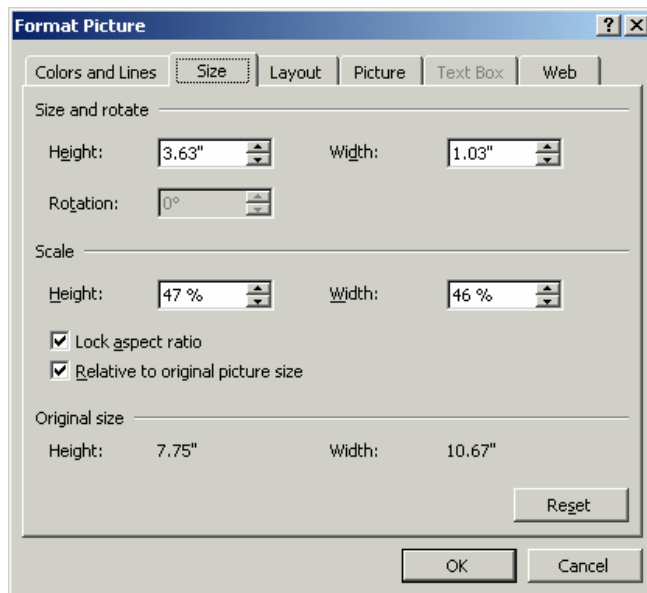 Format Picture
Colors and Lines Size Layout Picture Text Box Web
Size and rotate
Height: 3.63" Width: 1.03"
Rotation: 0°
Scale
Height: 47 % Width: 46 %
Lock aspect ratio
Relative to original picture size
Original size
Height: 7.75" Width: 10.67"
Reset
OK Cancel